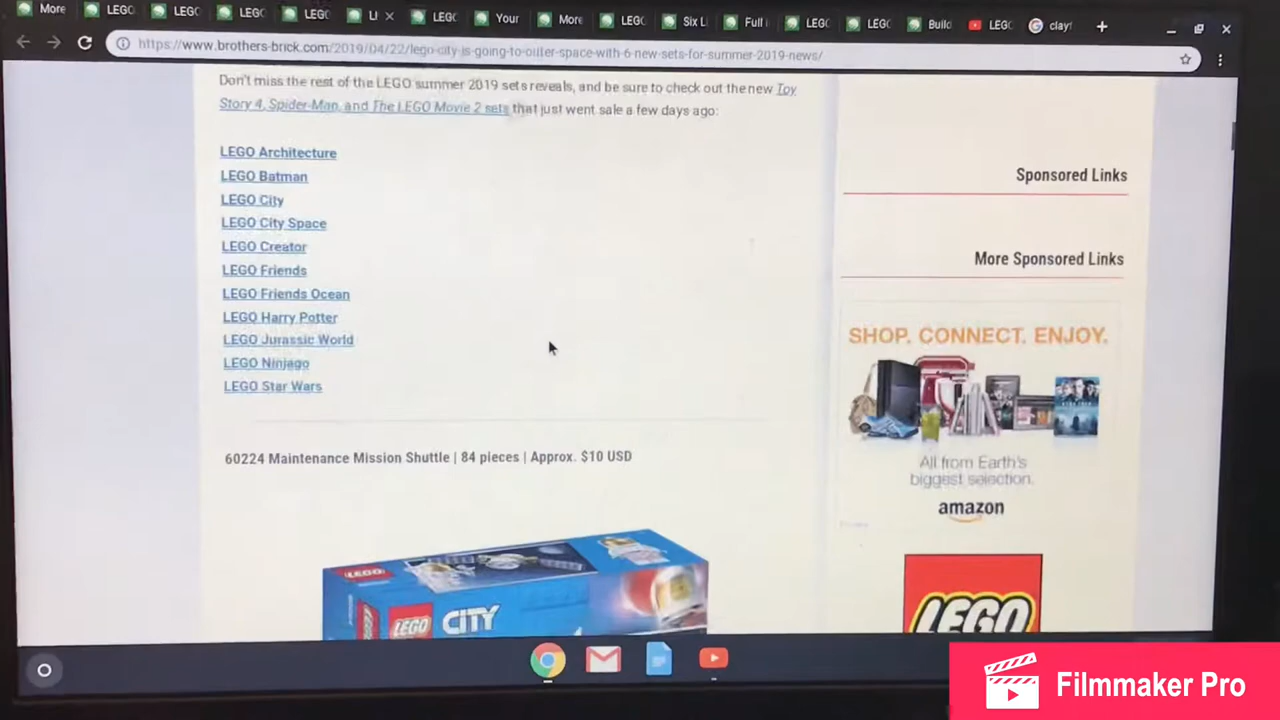 More
LEGO
LEGO
LEGO
LEGO
LI
LEGO
Your
More
LEGO
Six Li
Full
LEGO
LEGO
Build
LEGO
clayt
https://www.brothers-brick.com/2019/04/22/lego-city-is-going-to-outer-space-with-6-new-sets-for-summer-2019-news/
Don't miss the rest of the LEGO summer 2019 sets reveals, and be sure to check out the new Toy
Story 4, Spider-Man, and The LEGO Movie 2 sets that just went sale a few days ago:
LEGO Architecture
LEGO Batman
LEGO City
LEGO City Space
LEGO Creator
LEGO Friends
LEGO Friends Ocean
LEGO Harry Potter
LEGO Jurassic World
LEGO Ninjago
LEGO Star Wars
60224 Maintenance Mission Shuttle | 84 pieces | Approx. $10 USD
LEGO
LEGO CITY
Sponsored Links
More Sponsored Links
SHOP. CONNECT. ENJOY.
All from Earth's
biggest selection.
amazon
LEGO
Filmmaker Pro